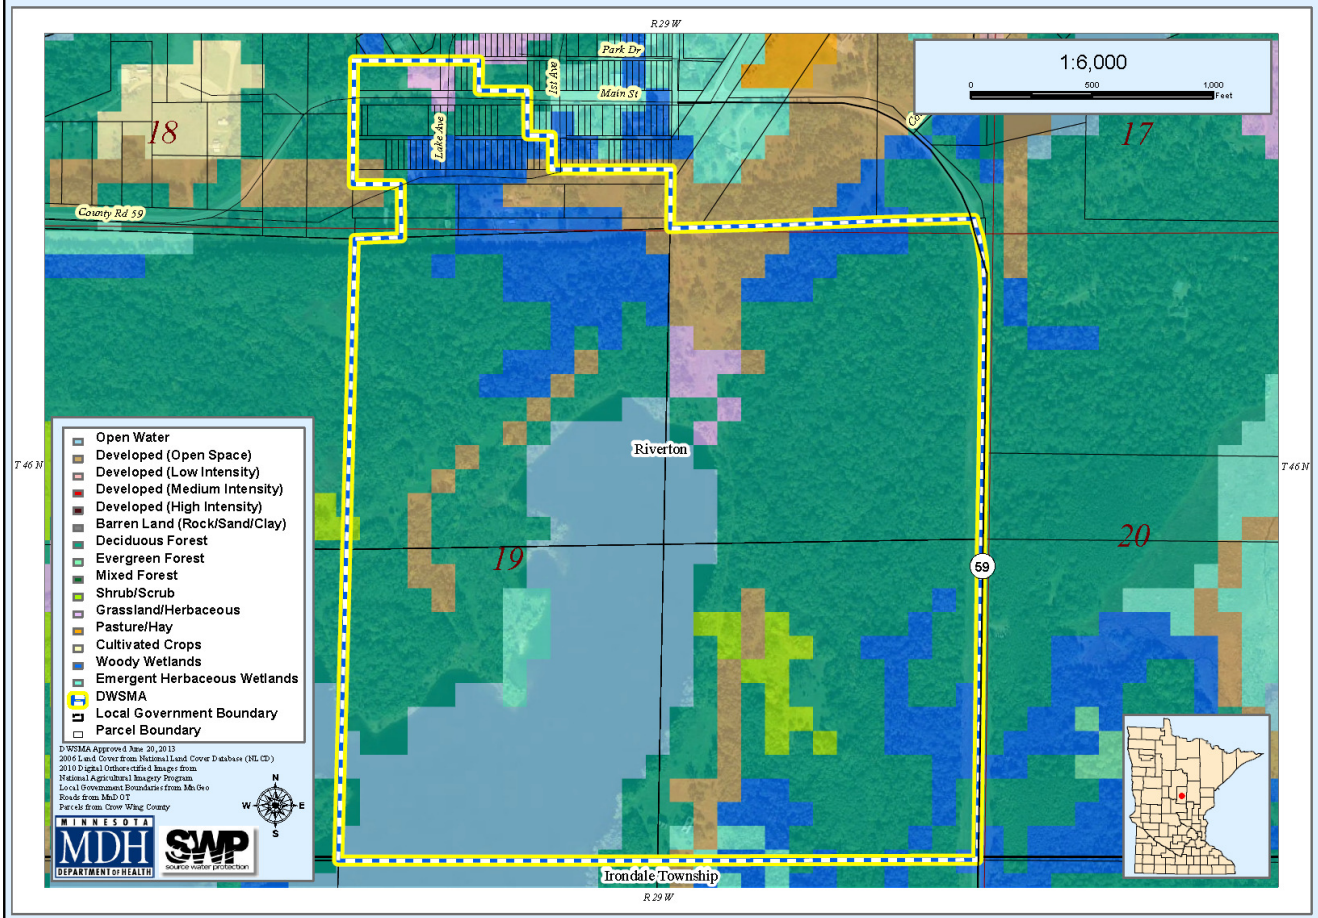 R 29 W
Park Dr
1st Ave
Main St
Lake Ave
1:6,000
0 500 1,000
Feet
18
17
County Rd 59
T 46 N
T 46 N
Riverton
19
20
59
Open Water
Developed (Open Space)
Developed (Low Intensity)
Developed (Medium Intensity)
Developed (High Intensity)
Barren Land (Rock/Sand/Clay)
Deciduous Forest
Evergreen Forest
Mixed Forest
Shrub/Scrub
Grassland/Herbaceous
Pasture/Hay
Cultivated Crops
Woody Wetlands
Emergent Herbaceous Wetlands
DWSMA
Local Government Boundary
Parcel Boundary
DWSMA Approved June 20, 2013
2006 Land Cover from National Land Cover Database (NLCD)
2010 Digital Orthorectified Images from
National Agricultural Imagery Program
Local Government Boundaries from MnGeo
Roads from MnDOT
Parcels from Crow Wing County
N
W E
S
MINNESOTA
MDH
DEPARTMENT of HEALTH
SWP
source water protection
Irondale Township
R 29 W